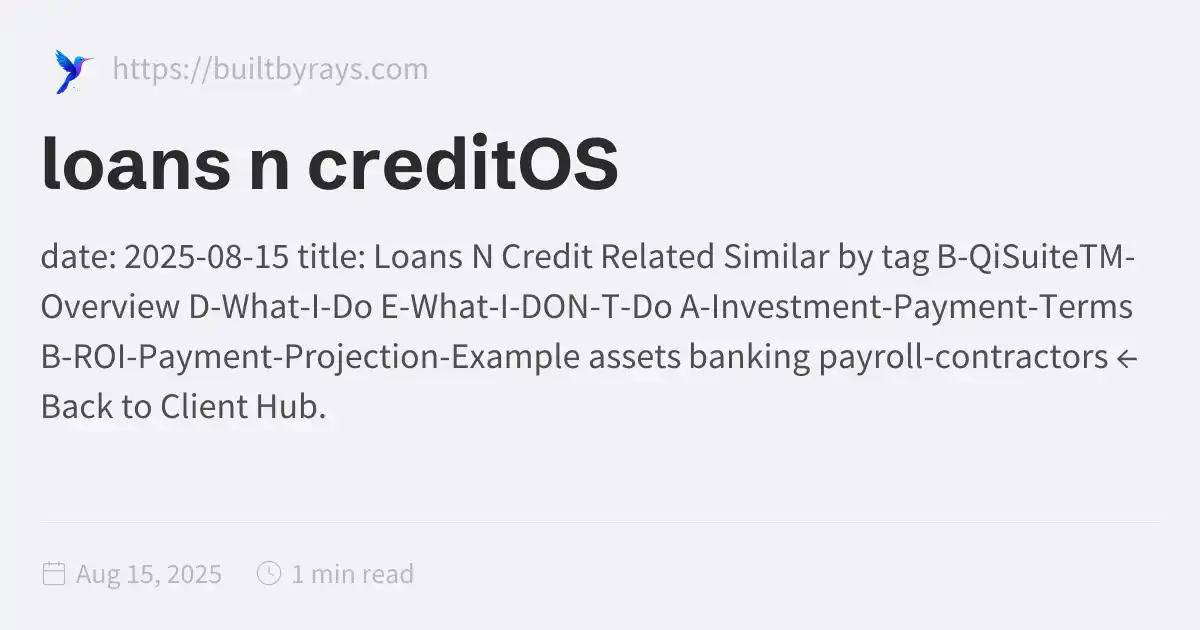 https://builtbyrays.com
loans n creditOS
date: 2025-08-15 title: Loans N Credit Related Similar by tag B-QiSuiteTM-
Overview D-What-I-Do E-What-I-DON-T-Do A-Investment-Payment-Terms
B-ROI-Payment-Projection-Example assets banking payroll-contractors ←
Back to Client Hub.
Aug 15, 2025 1 min read